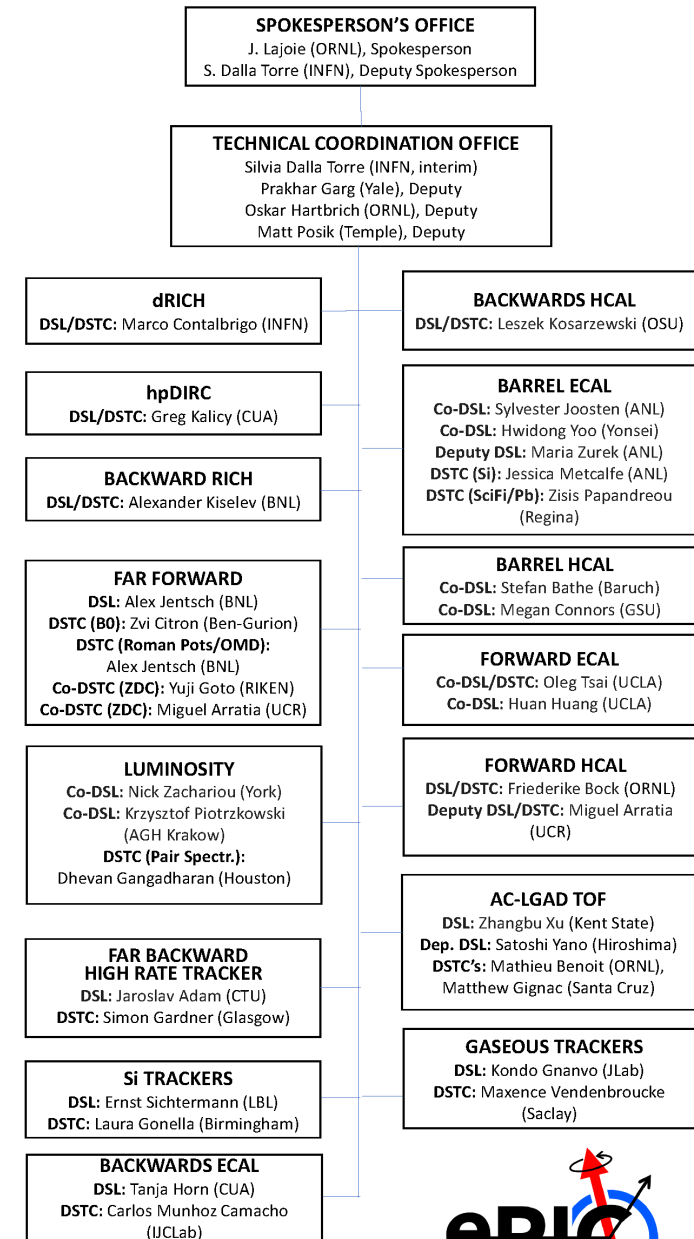 SPOKESPERSON'S OFFICE
J. Lajoie (ORNL), Spokesperson
S. Dalla Torre (INFN), Deputy Spokesperson
TECHNICAL COORDINATION OFFICE
Silvia Dalla Torre (INFN, interim)
Prakhar Garg (Yale), Deputy
Oskar Hartbrich (ORNL), Deputy
Matt Posik (Temple), Deputy
dRICH
DSL/DSTC: Marco Contalbrigo (INFN)
hpDIRC
DSL/DSTC: Greg Kalicy (CUA)
BACKWARD RICH
DSL/DSTC: Alexander Kiselev (BNL)
FAR FORWARD
DSL: Alex Jentsch (BNL)
DSTC (B0): Zvi Citron (Ben-Gurion)
DSTC (Roman Pots/OMD):
Alex Jentsch (BNL)
Co-DSTC (ZDC): Yuji Goto (RIKEN)
Co-DSTC (ZDC): Miguel Arratia (UCR)
LUMINOSITY
Co-DSL: Nick Zachariou (York)
Co-DSL: Krzysztof Piotrzkowski
(AGH Krakow)
DSTC (Pair Spectr.):
Dhevan Gangadharan (Houston)
FAR BACKWARD
HIGH RATE TRACKER
DSL: Jaroslav Adam (CTU)
DSTC: Simon Gardner (Glasgow)
Si TRACKERS
DSL: Ernst Sichtermann (LBL)
DSTC: Laura Gonella (Birmingham)
BACKWARDS ECAL
DSL: Tanja Horn (CUA)
DSTC: Carlos Munhoz Camacho
(IJCLab)
BACKWARDS HCAL
DSL/DSTC: Leszek Kosarzewski (OSU)
BARREL ECAL
Co-DSL: Sylvester Joosten (ANL)
Co-DSL: Hwidong Yoo (Yonsei)
Deputy DSL: Maria Zurek (ANL)
DSTC (Si): Jessica Metcalfe (ANL)
DSTC (SciFi/Pb): Zisis Papandreou
(Regina)
BARREL HCAL
Co-DSL: Stefan Bathe (Baruch)
Co-DSL: Megan Connors (GSU)
FORWARD ECAL
Co-DSL/DSTC: Oleg Tsai (UCLA)
Co-DSL: Huan Huang (UCLA)
FORWARD HCAL
DSL/DSTC: Friederike Bock (ORNL)
Deputy DSL/DSTC: Miguel Arratia
(UCR)
AC-LGAD TOF
DSL: Zhangbu Xu (Kent State)
Dep. DSL: Satoshi Yano (Hiroshima)
DSTC's: Mathieu Benoit (ORNL),
Matthew Gignac (Santa Cruz)
GASEOUS TRACKERS
DSL: Kondo Gnanvo (JLab)
DSTC: Maxence Vendenbroucke
(Saclay)
ePIC